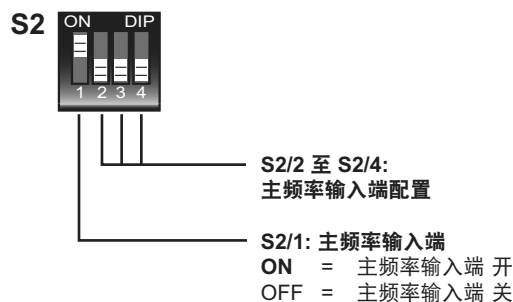 S2
ON DIP
1 2 3 4
S2/2 至 S2/4:
主频率输入端配置
S2/1: 主频率输入端
ON = 主频率输入端 开
OFF = 主频率输入端 关